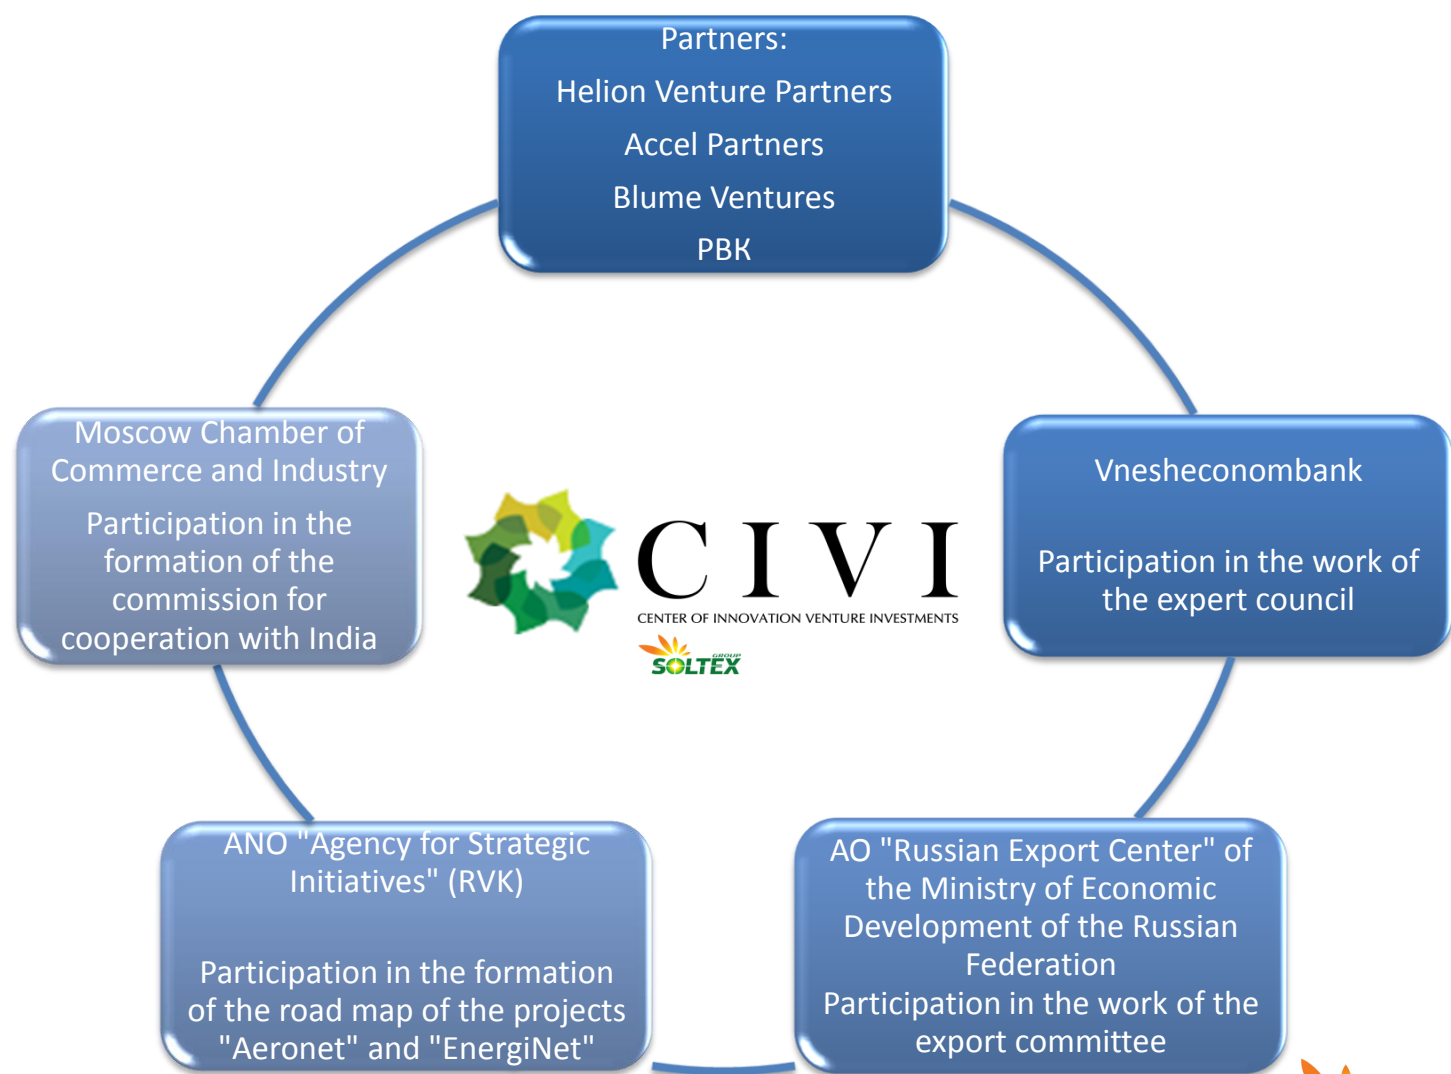 Partners:
Helion Venture Partners
Accel Partners
Blume Ventures
РВК
Moscow Chamber of
Commerce and Industry
Participation in the
formation of the
commission for
cooperation with India
CIVI
CENTER OF INNOVATION VENTURE INVESTMENTS
GROUP
SOLTEX
Vnesheconombank
Participation in the work of
the expert council
ANO "Agency for Strategic
Initiatives" (RVK)
Participation in the formation
of the road map of the projects
"Aeronet" and "EnergiNet"
AO "Russian Export Center" of
the Ministry of Economic
Development of the Russian
Federation
Participation in the work of the
export committee